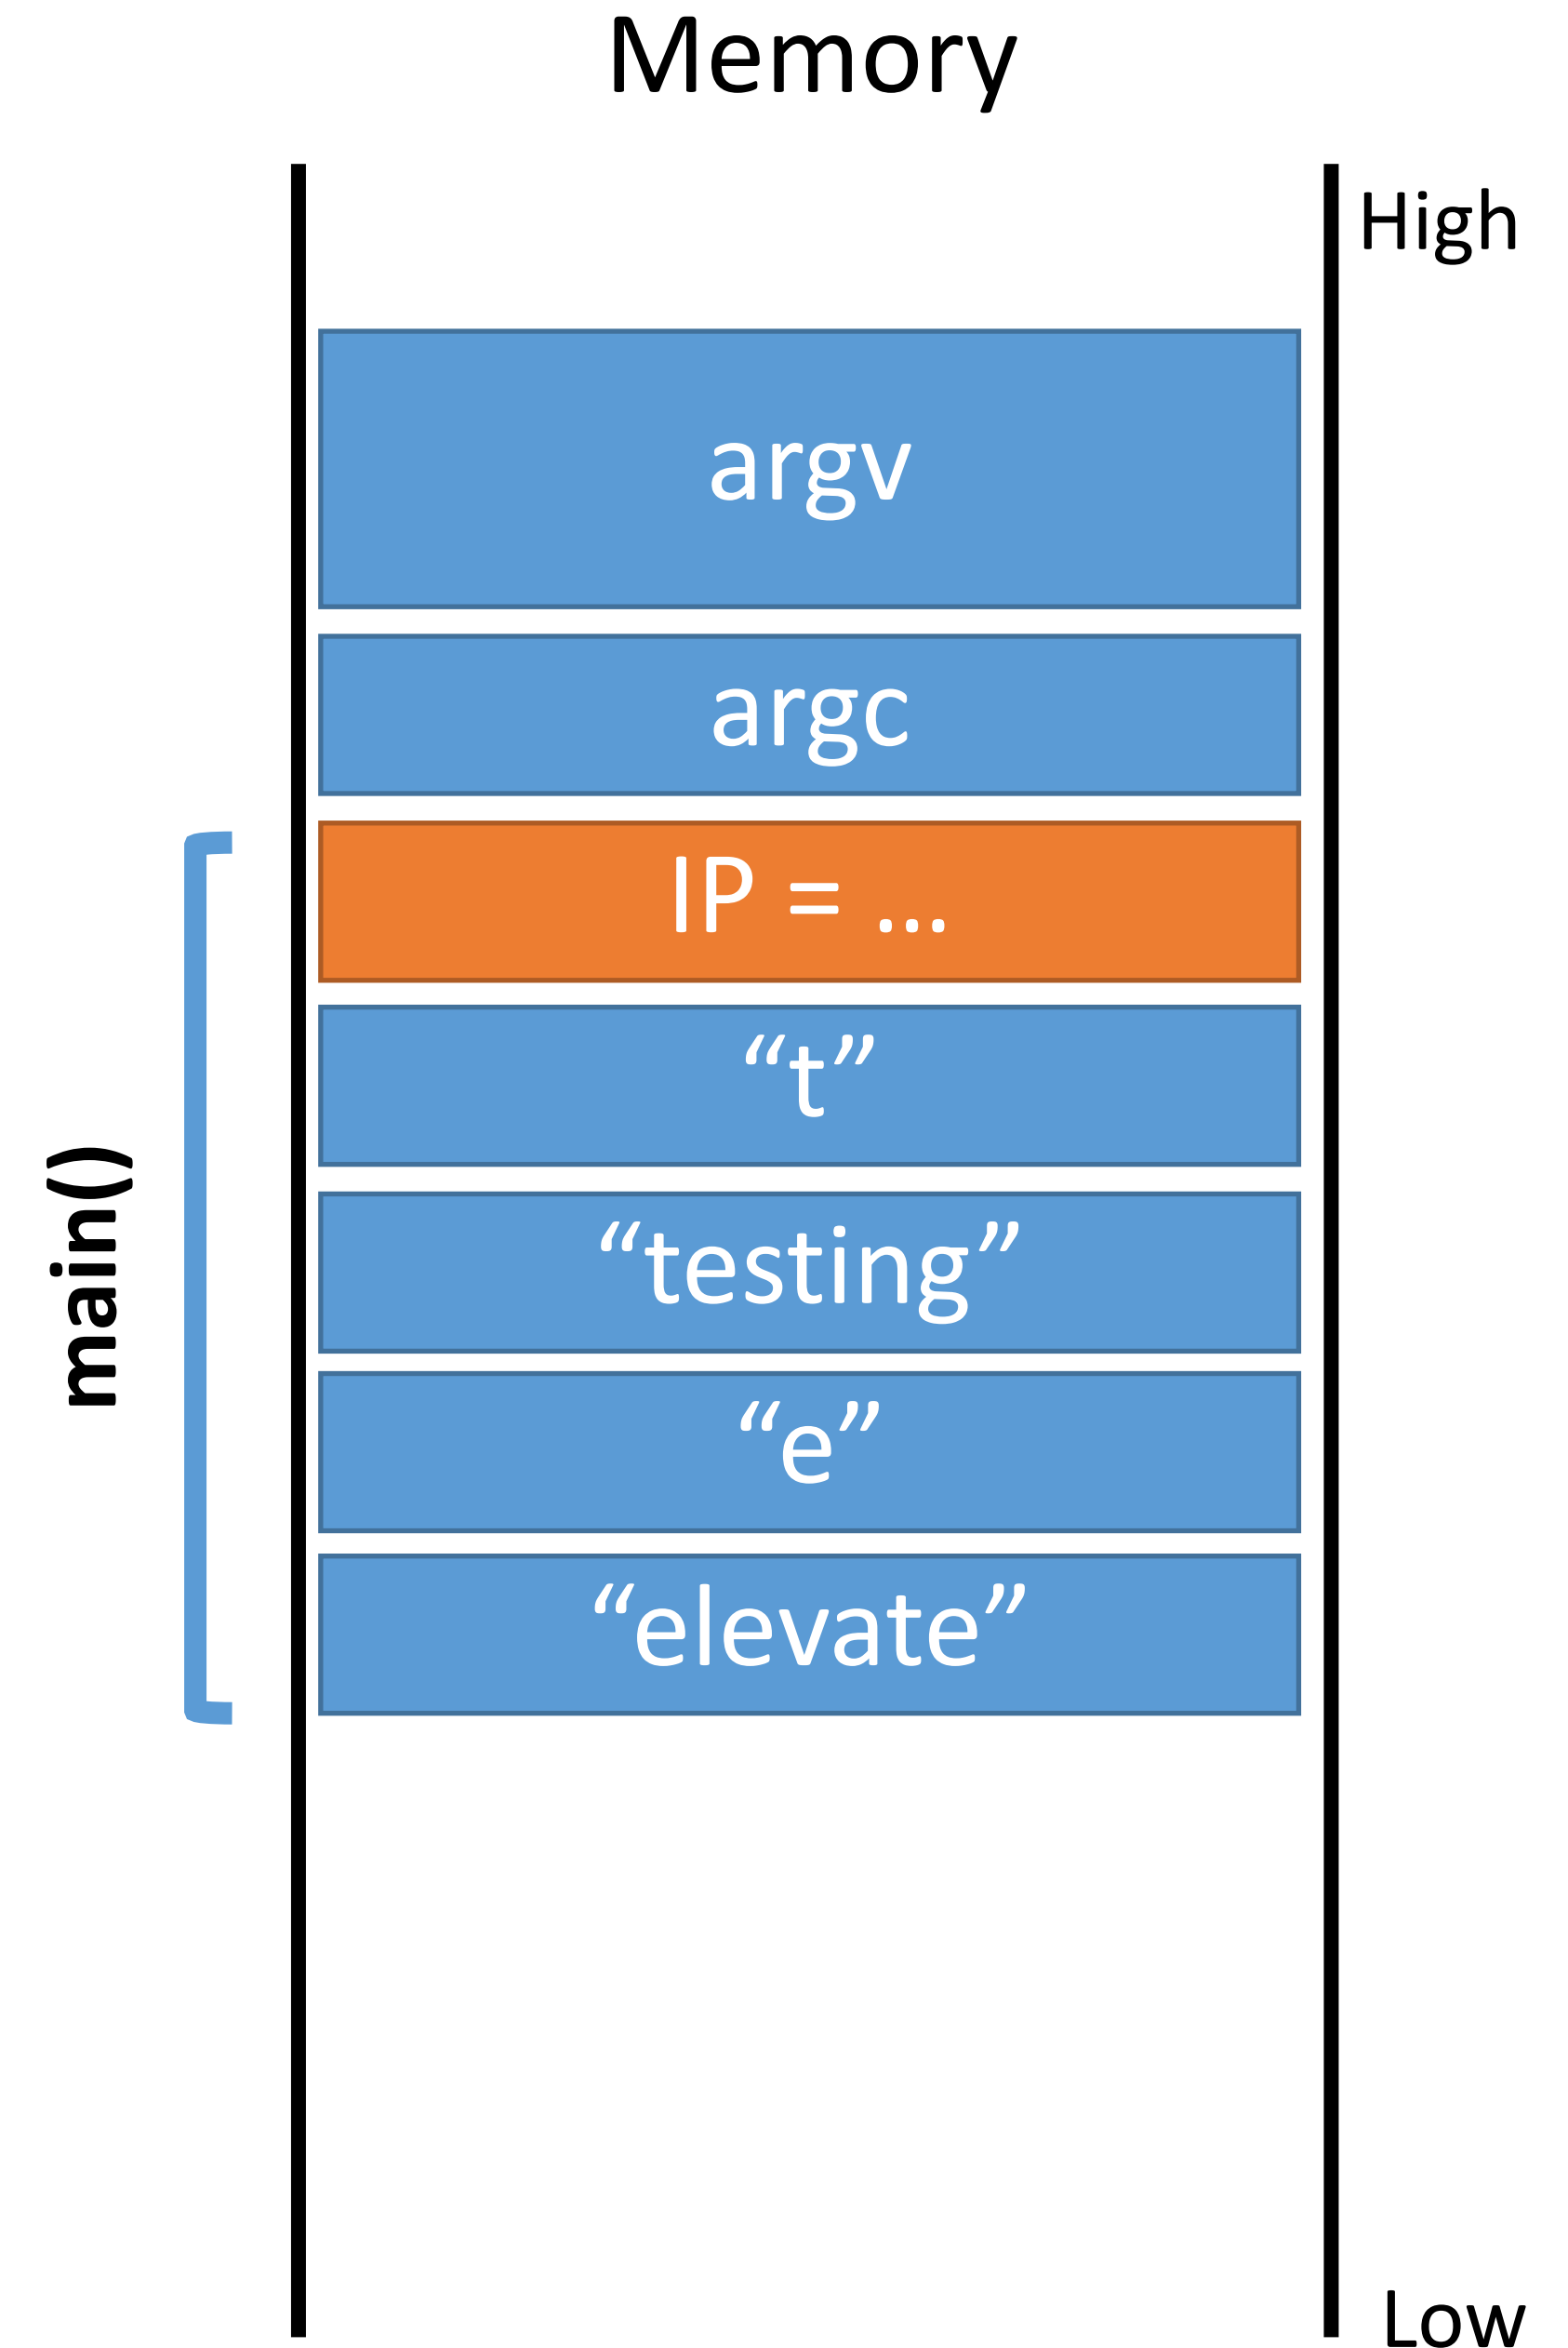 Memory
High
argv
argc
IP = …
“t”
“testing”
“e”
“elevate”
main()
Low